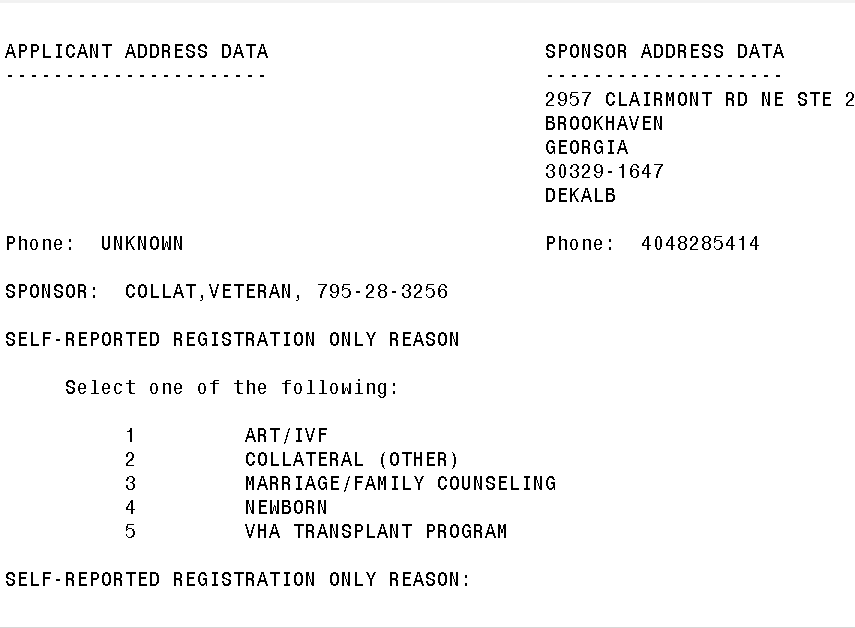 APPLICANT ADDRESS DATA SPONSOR ADDRESS DATA
---------------------- --------------------
2957 CLAIRMONT RD NE STE 2
BROOKHAVEN
GEORGIA
30329-1647
DEKALB
Phone: UNKNOWN Phone: 4048285414
SPONSOR: COLLAT,VETERAN, 795-28-3256
SELF-REPORTED REGISTRATION ONLY REASON
Select one of the following:
1 ART/IVF
2 COLLATERAL (OTHER)
3 MARRIAGE/FAMILY COUNSELING
4 NEWBORN
5 VHA TRANSPLANT PROGRAM
SELF-REPORTED REGISTRATION ONLY REASON: